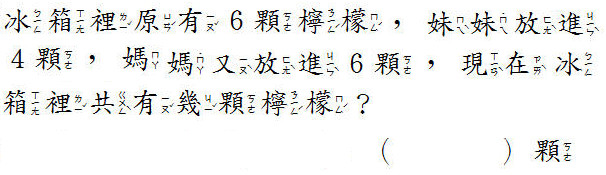 冰箱裡原有6顆檸檬，妹妹放進
4顆，媽媽又放進6顆，現在冰
箱裡共有幾顆檸檬？
(　　　)顆